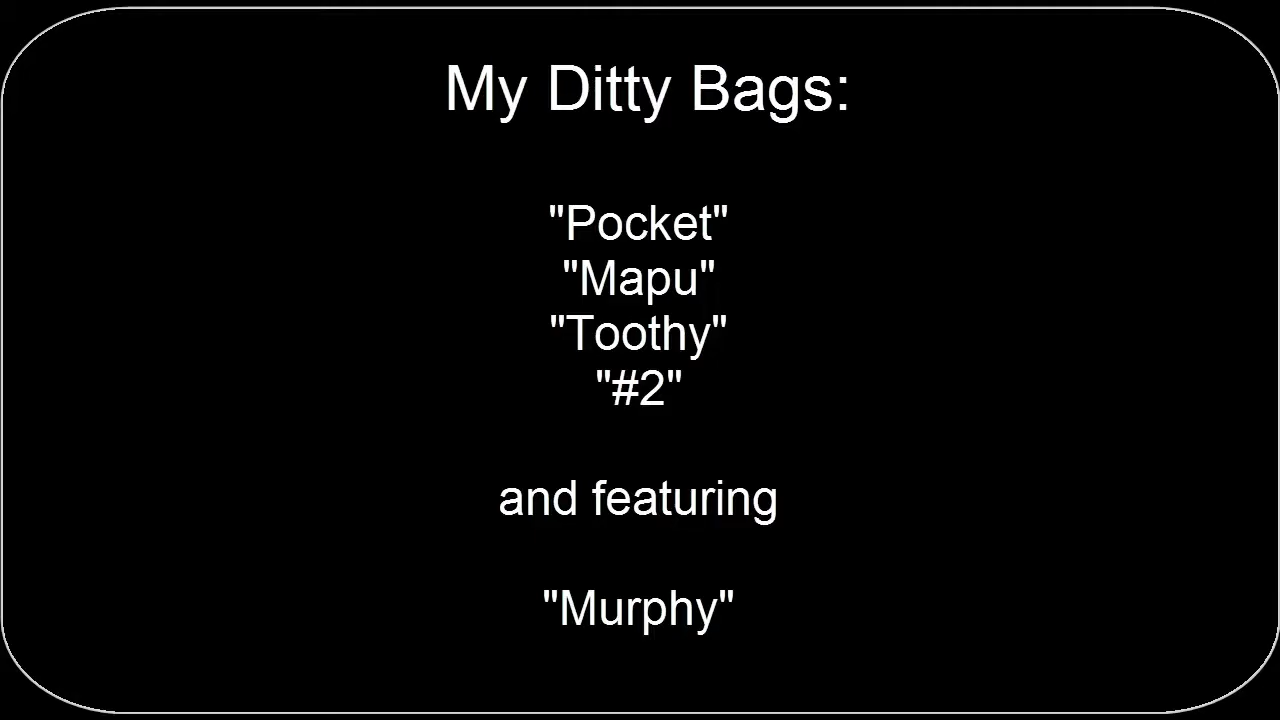 My Ditty Bags:
"Pocket"
"Mapu"
"Toothy"
"#2"
and featuring
"Murphy"